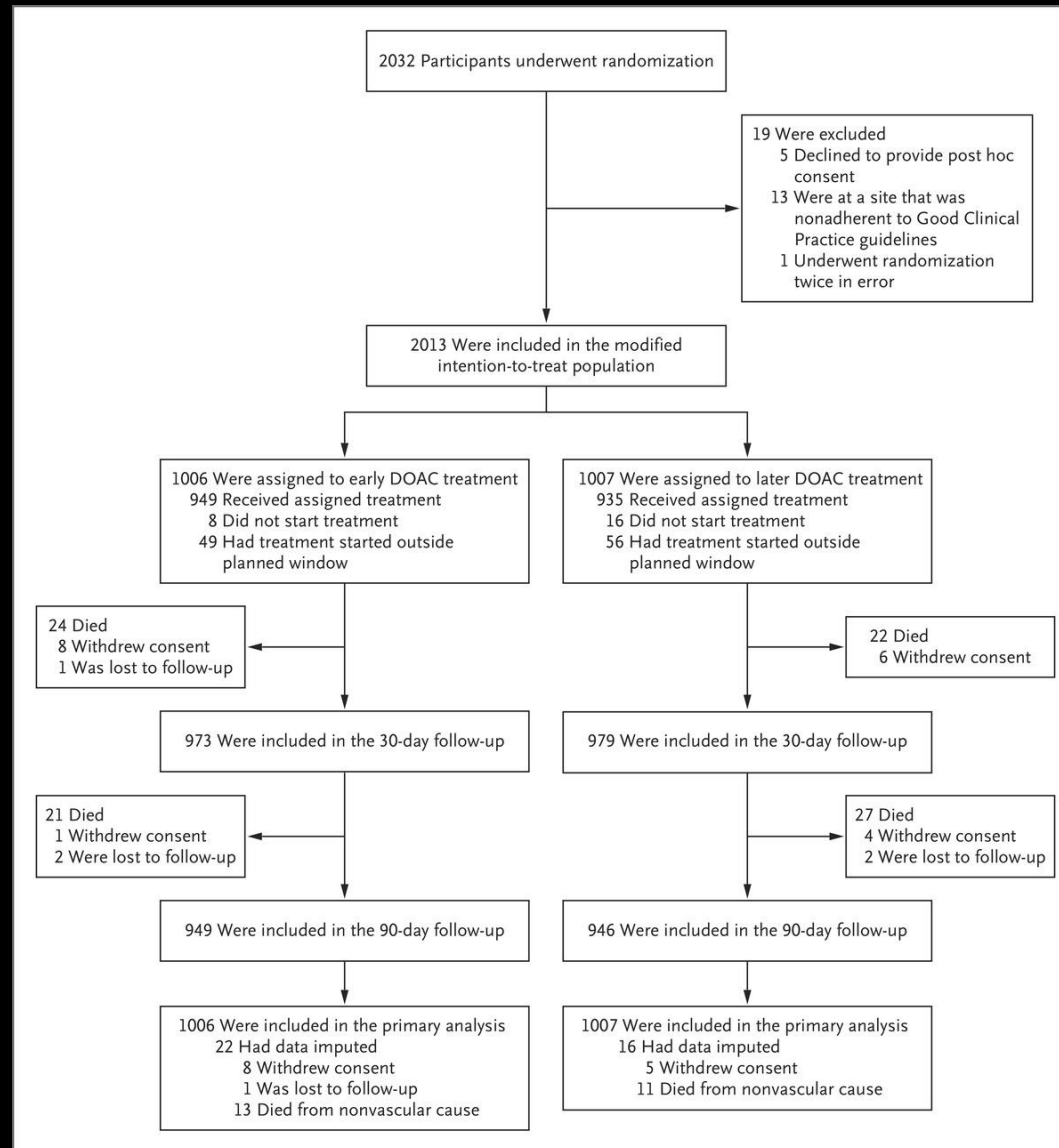 2032 Participants underwent randomization
19 Were excluded
5 Declined to provide post hoc
consent
13 Were at a site that was
nonadherent to Good Clinical
Practice guidelines
1 Underwent randomization
twice in error
2013 Were included in the modified
intention-to-treat population
1006 Were assigned to early DOAC treatment
949 Received assigned treatment
8 Did not start treatment
49 Had treatment started outside
planned window
1007 Were assigned to later DOAC treatment
935 Received assigned treatment
16 Did not start treatment
56 Had treatment started outside
planned window
24 Died
8 Withdrew consent
1 Was lost to follow-up
22 Died
6 Withdrew consent
973 Were included in the 30-day follow-up
979 Were included in the 30-day follow-up
21 Died
1 Withdrew consent
2 Were lost to follow-up
27 Died
4 Withdrew consent
2 Were lost to follow-up
949 Were included in the 90-day follow-up
946 Were included in the 90-day follow-up
1006 Were included in the primary analysis
22 Had data imputed
8 Withdrew consent
1 Was lost to follow-up
13 Died from nonvascular cause
1007 Were included in the primary analysis
16 Had data imputed
5 Withdrew consent
11 Died from nonvascular cause